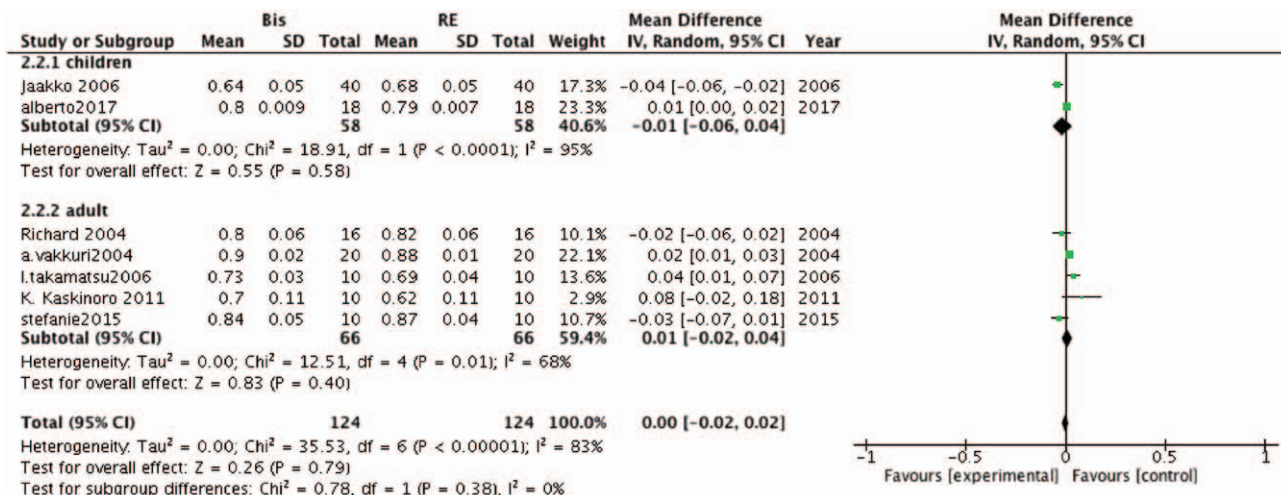 Bis RE Mean Difference Mean Difference
Study or Subgroup Mean SD Total Mean SD Total Weight IV, Random, 95% CI Year IV, Random, 95% CI
2.2.1 children
Jaakko 2006 0.64 0.05 40 0.68 0.05 40 17.3% -0.04 [-0.06, -0.02] 2006
alberto2017 0.8 0.009 18 0.79 0.007 18 23.3% 0.01 [0.00, 0.02] 2017
Subtotal (95% CI) 58 58 40.6% -0.01 [-0.06, 0.04]
Heterogeneity: Tau² = 0.00; Chi² = 18.91, df = 1 (P < 0.0001); I² = 95%
Test for overall effect: Z = 0.55 (P = 0.58)
2.2.2 adult
Richard 2004 0.8 0.06 16 0.82 0.06 16 10.1% -0.02 [-0.06, 0.02] 2004
a.vakkuri2004 0.9 0.02 20 0.88 0.01 20 22.1% 0.02 [0.01, 0.03] 2004
I.takamatsu2006 0.73 0.03 10 0.69 0.04 10 13.6% 0.04 [0.01, 0.07] 2006
K. Kaskinoro 2011 0.7 0.11 10 0.62 0.11 10 2.9% 0.08 [-0.02, 0.18] 2011
stefanie2015 0.84 0.05 10 0.87 0.04 10 10.7% -0.03 [-0.07, 0.01] 2015
Subtotal (95% CI) 66 66 59.4% 0.01 [-0.02, 0.04]
Heterogeneity: Tau² = 0.00; Chi² = 12.51, df = 4 (P = 0.01); I² = 68%
Test for overall effect: Z = 0.83 (P = 0.40)
Total (95% CI) 124 124 100.0% 0.00 [-0.02, 0.02]
Heterogeneity: Tau² = 0.00; Chi² = 35.53, df = 6 (P < 0.00001); I² = 83%
Test for overall effect: Z = 0.26 (P = 0.79)
Test for subgroup differences: Chi² = 0.78, df = 1 (P = 0.38), I² = 0%
-1 -0.5 0 0.5 1
Favours [experimental] Favours [control]